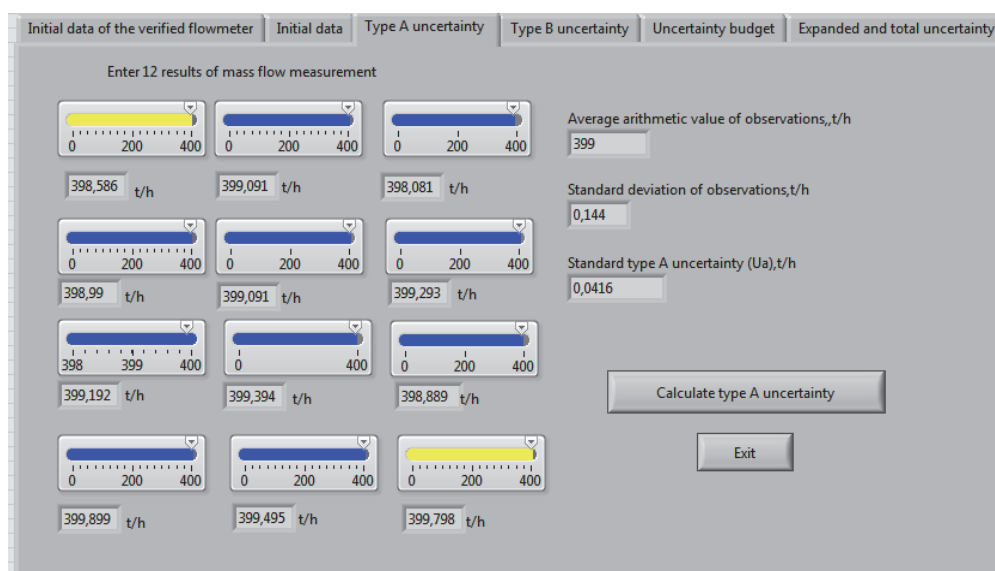 Initial data of the verified flowmeter Initial data Type A uncertainty Type B uncertainty Uncertainty budget Expanded and total uncertainty
Enter 12 results of mass flow measurement
0 200 400
0 200 400
0 200 400
398,586 t/h
399,091 t/h
398,081 t/h
0 200 400
0 200 400
0 200 400
398,99 t/h
399,091 t/h
399,293 t/h
398 399 400
0 400
0 200 400
399,192 t/h
399,394 t/h
398,889 t/h
0 200 400
0 200 400
0 200 400
399,899 t/h
399,495 t/h
399,798 t/h
Average arithmetic value of observations,,t/h
399
Standard deviation of observations,t/h
0,144
Standard type A uncertainty (Ua),t/h
0,0416
Calculate type A uncertainty
Exit